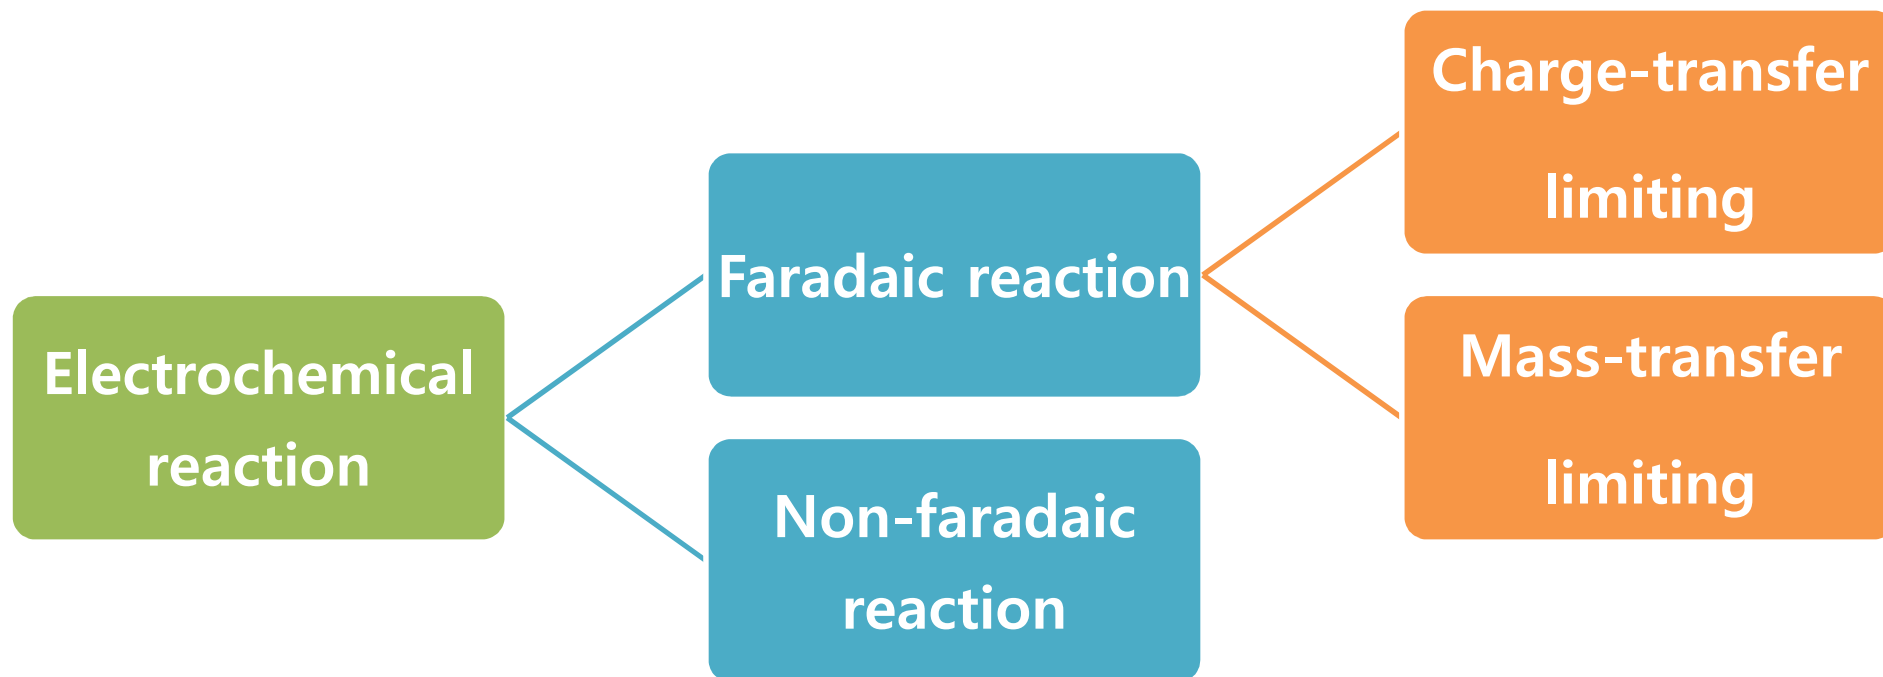 Electrochemical
reaction
Faradaic reaction
Non-faradaic
reaction
Charge-transfer
limiting
Mass-transfer
limiting